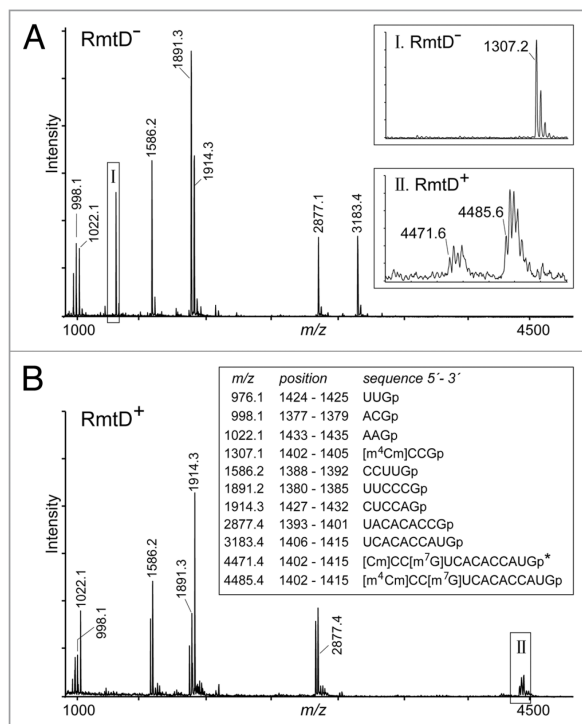 A
RmtD⁻
Intensity
998.1
1022.1
I
1586.2
1891.3
1914.3
2877.1
3183.4
1000
m/z
4500
I. RmtD⁻
1307.2
II. RmtD⁺
4471.6
4485.6
B
RmtD⁺
Intensity
1022.1
998.1
1586.2
1891.3
1914.3
2877.4
II
1000
m/z
4500
m/z position sequence 5´- 3´
976.1 1424 - 1425 UUGp
998.1 1377 - 1379 ACGp
1022.1 1433 - 1435 AAGp
1307.1 1402 - 1405 [m⁴Cm]CCGp
1586.2 1388 - 1392 CCUUGp
1891.2 1380 - 1385 UUCCCGp
1914.3 1427 - 1432 CUCCAGp
2877.4 1393 - 1401 UACACACCGp
3183.4 1406 - 1415 UCACACCAUGp
4471.4 1402 - 1415 [Cm]CC[m⁷G]UCACACCAUGp*
4485.4 1402 - 1415 [m⁴Cm]CC[m⁷G]UCACACCAUGp